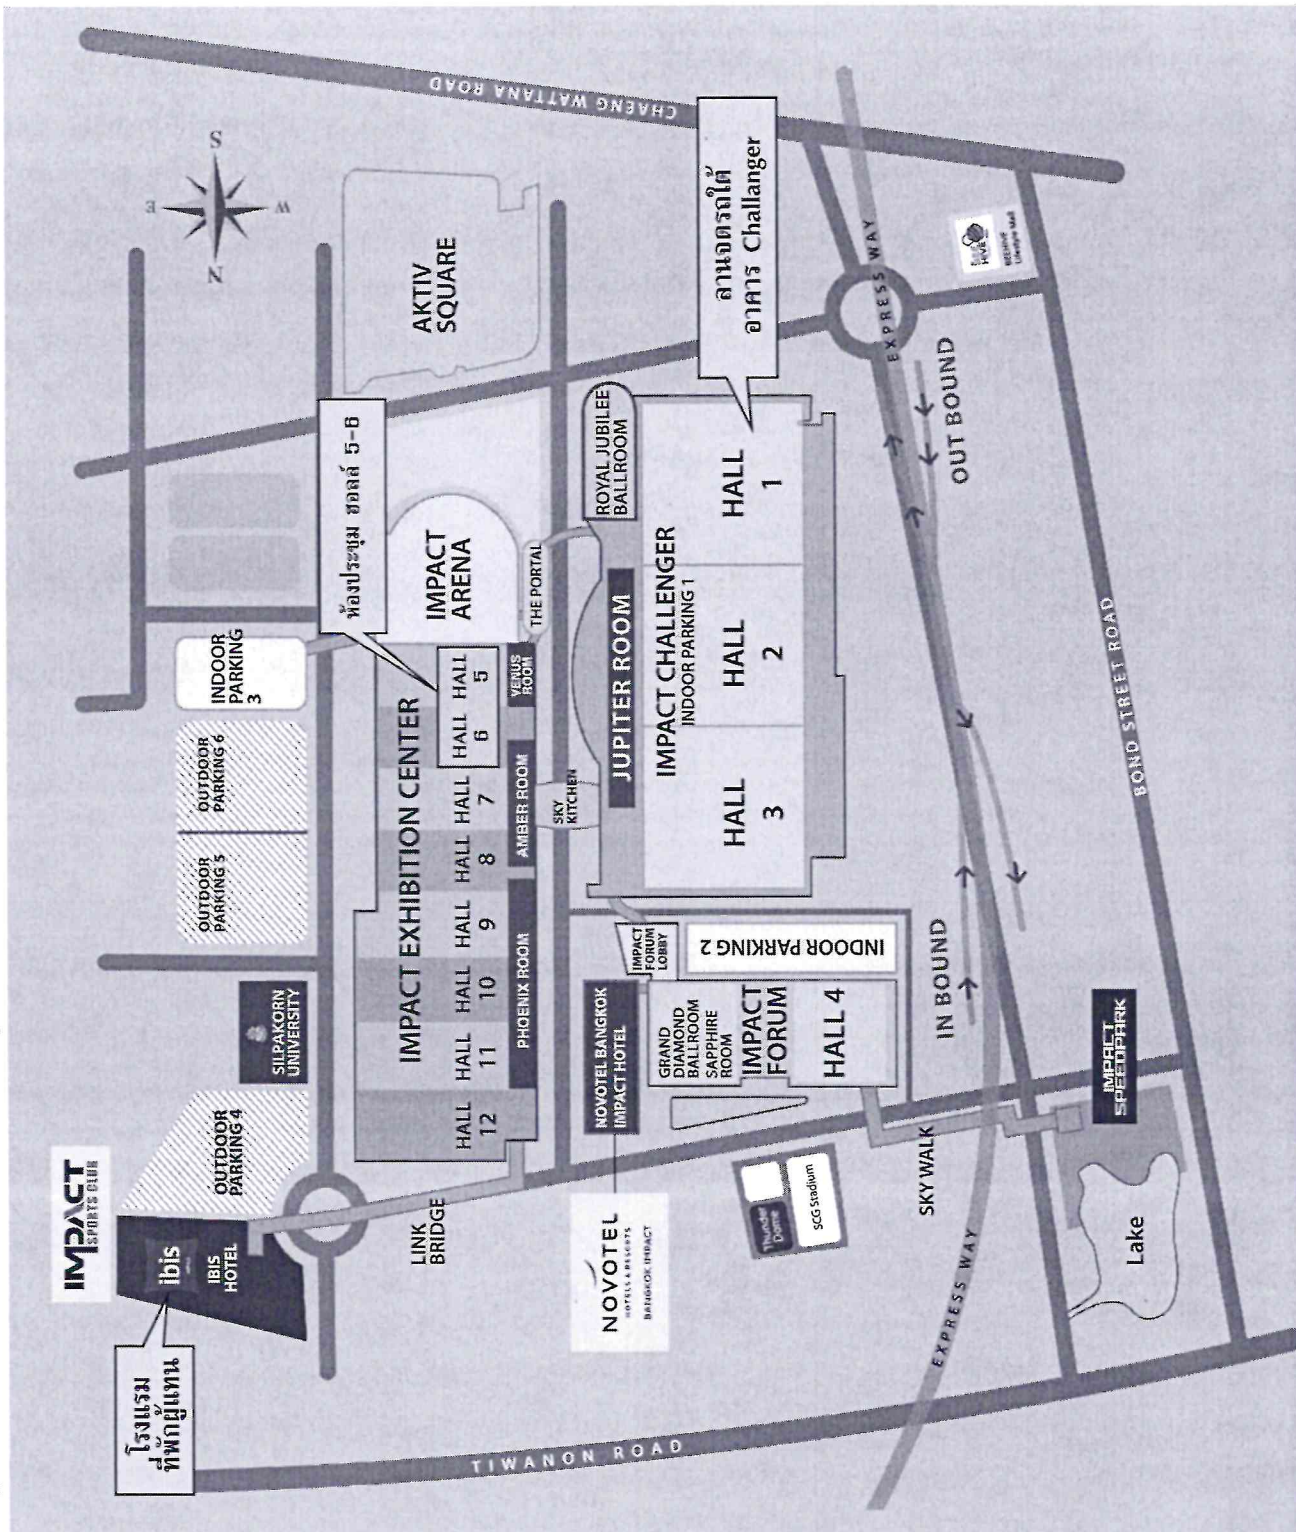 IMPACT
SPORTS CLUB
โรงแรม
ที่พักผู้แทน
ibis
IBIS
HOTEL
OUTDOOR
PARKING 4
SILPAKORN
UNIVERSITY
OUTDOOR
PARKING 5
OUTDOOR
PARKING 6
INDOOR
PARKING
3
N
S
E
W
CHAENG WATTANA ROAD
LINK
BRIDGE
IMPACT EXHIBITION CENTER
HALL
12
HALL
11
HALL
10
HALL
9
HALL
8
HALL
7
HALL
6
HALL
5
ห้องประชุม ฮอลล์ 5-6
PHOENIX ROOM
AMBER ROOM
VENUS
ROOM
IMPACT
ARENA
THE PORTAL
AKTIV
SQUARE
SKY
KITCHEN
NOVOTEL
HOTELS & RESORTS
BANGKOK IMPACT
NOVOTEL BANGKOK
IMPACT HOTEL
IMPACT
FORUM
LOBBY
GRAND
DIAMOND
BALLROOM
SAPPHIRE
ROOM
IMPACT
FORUM
HALL 4
INDOOR PARKING 2
JUPITER ROOM
ROYAL JUBILEE
BALLROOM
IMPACT CHALLENGER
INDOOR PARKING 1
HALL
3
HALL
2
HALL
1
ลานจอดรถใต้
อาคาร Challanger
Thunder
Dome
SCG Stadium
SKY WALK
IN BOUND
OUT BOUND
EXPRESS WAY
EXPRESS WAY
BEEHIVE
Lifestyle Mall
IMPACT
SPEEDPARK
Lake
TIWANON ROAD
BOND STREET ROAD